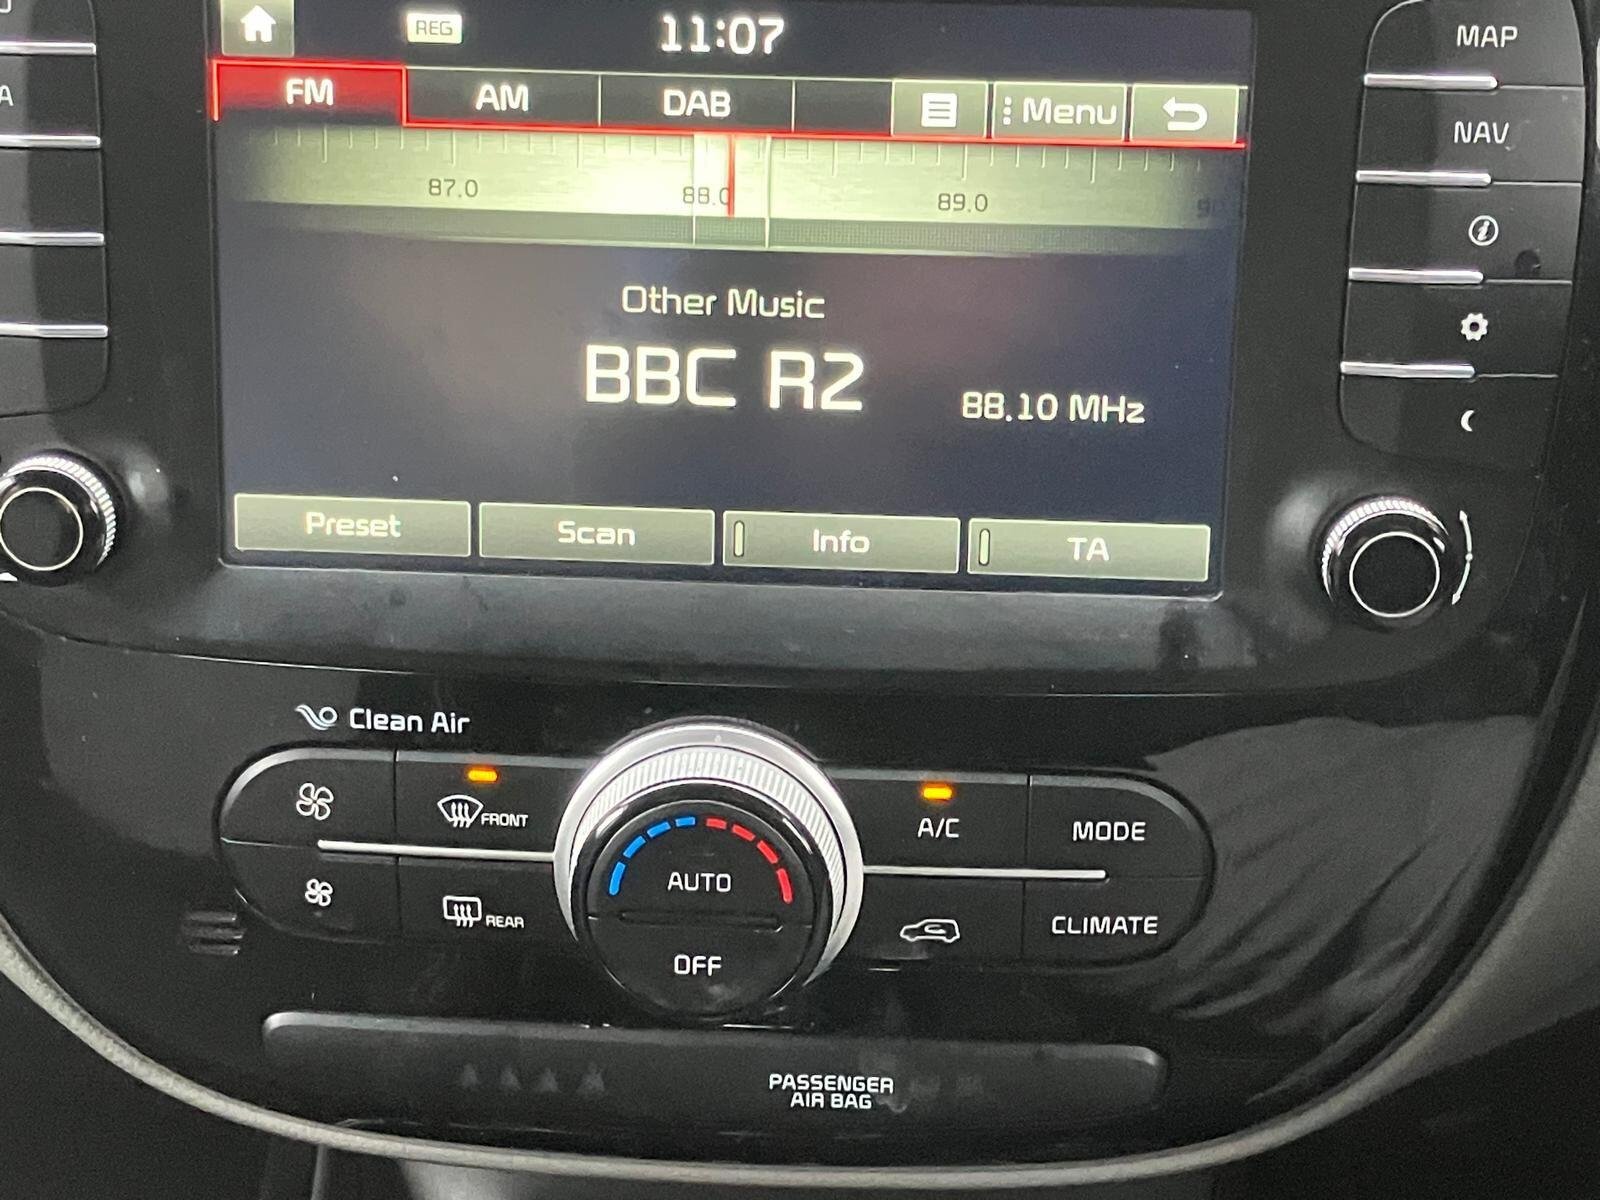 REG 11:07
MAP
FM AM DAB Menu
A
NAV
87.0 88.0 89.0
Other Music
BBC R2 88.10 MHz
Preset Scan Info TA
Clean Air
FRONT A/C MODE
AUTO
REAR CLIMATE
OFF
PASSENGER
AIR BAG